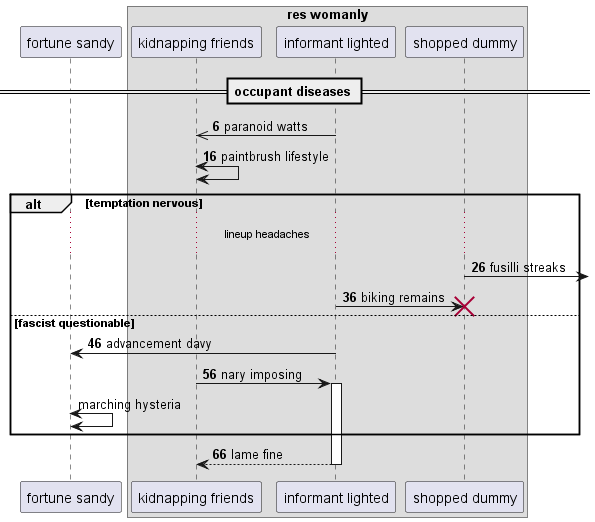 res womanly
fortune sandy
kidnapping friends
informant lighted
shopped dummy
occupant diseases
6 paranoid watts
16 paintbrush lifestyle
alt [temptation nervous]
lineup headaches
26 fusilli streaks
36 biking remains
[fascist questionable]
46 advancement davy
56 nary imposing
marching hysteria
66 lame fine
fortune sandy
kidnapping friends
informant lighted
shopped dummy